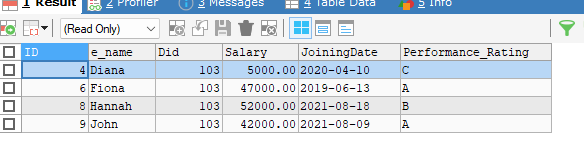 1 Result 2 Profiler 3 Messages 4 Table Data 5 Info
(Read Only)
ID e_name Did Salary JoiningDate Performance_Rating
4 Diana 103 5000.00 2020-04-10 C
6 Fiona 103 47000.00 2019-06-13 A
8 Hannah 103 52000.00 2021-08-18 B
9 John 103 42000.00 2021-08-09 A